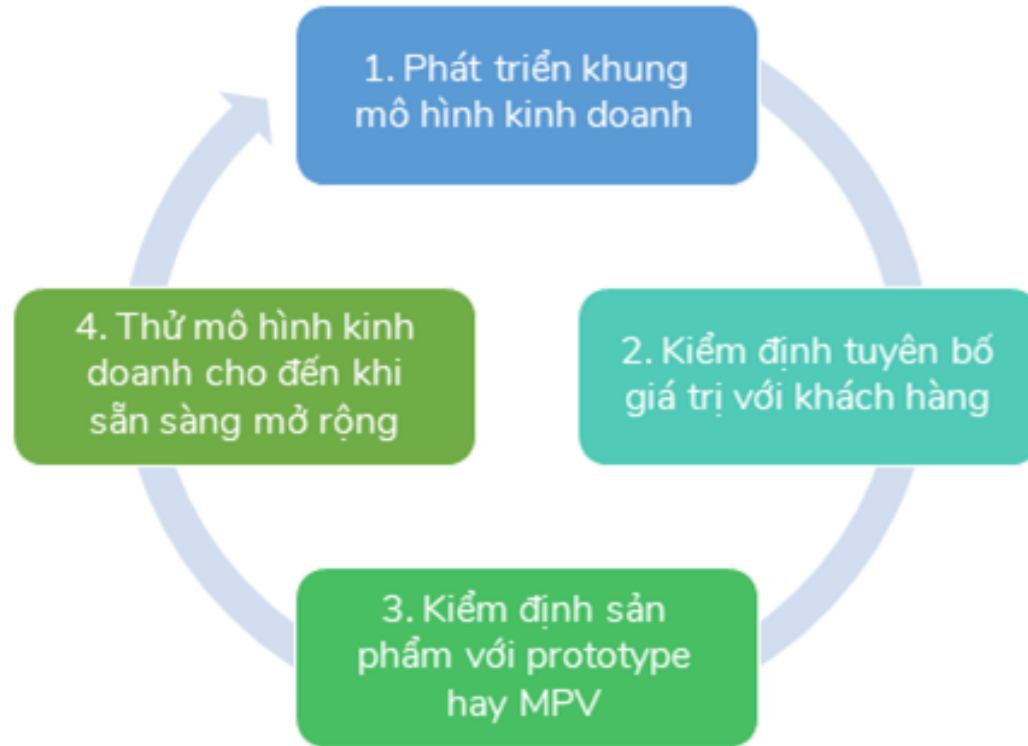 1. Phát triển khung
mô hình kinh doanh
2. Kiểm định tuyên bố
giá trị với khách hàng
3. Kiểm định sản
phẩm với prototype
hay MPV
4. Thử mô hình kinh
doanh cho đến khi
sẵn sàng mở rộng